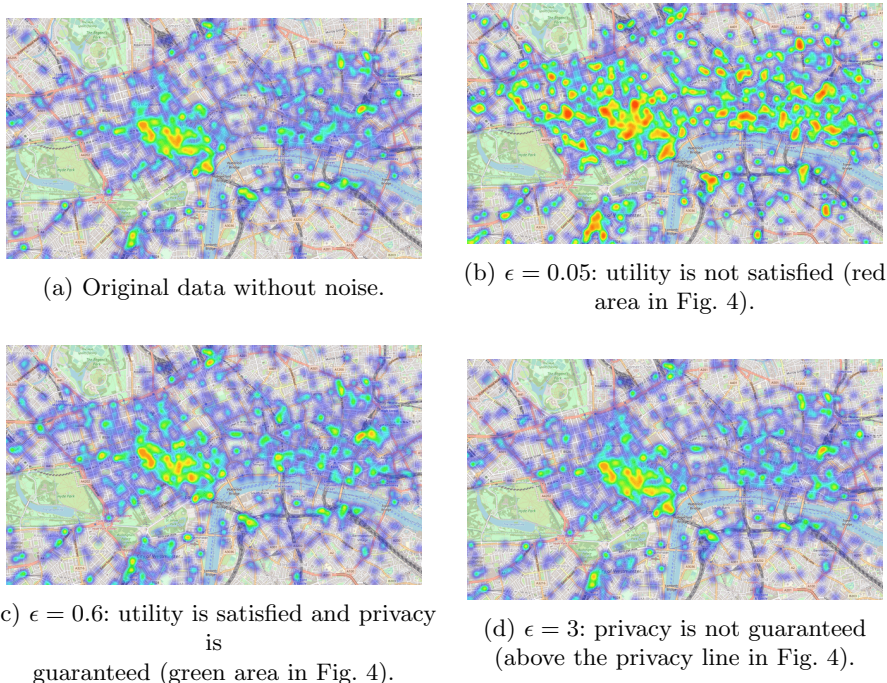 (a) Original data without noise.
(b) ϵ = 0.05: utility is not satisfied (red
area in Fig. 4).
c) ϵ = 0.6: utility is satisfied and privacy
is
guaranteed (green area in Fig. 4).
(d) ϵ = 3: privacy is not guaranteed
(above the privacy line in Fig. 4).